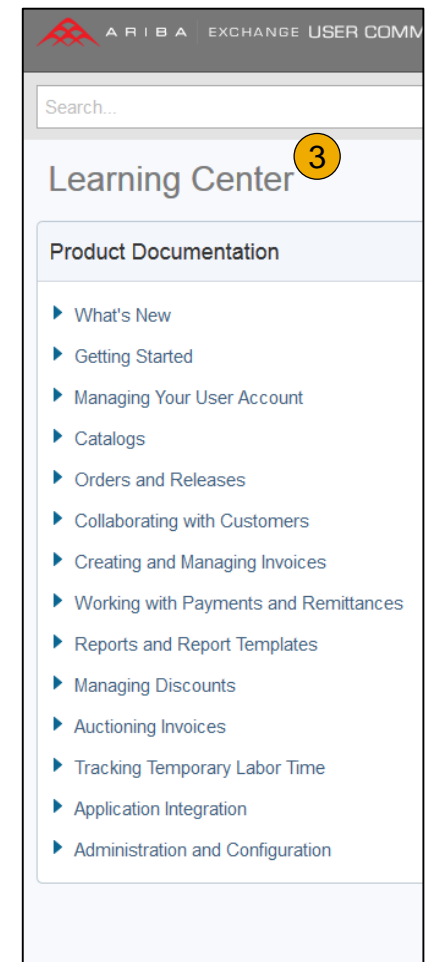 ARIBA EXCHANGE USER COMM
Search...
Learning Center
3
Product Documentation
What's New
Getting Started
Managing Your User Account
Catalogs
Orders and Releases
Collaborating with Customers
Creating and Managing Invoices
Working with Payments and Remittances
Reports and Report Templates
Managing Discounts
Auctioning Invoices
Tracking Temporary Labor Time
Application Integration
Administration and Configuration